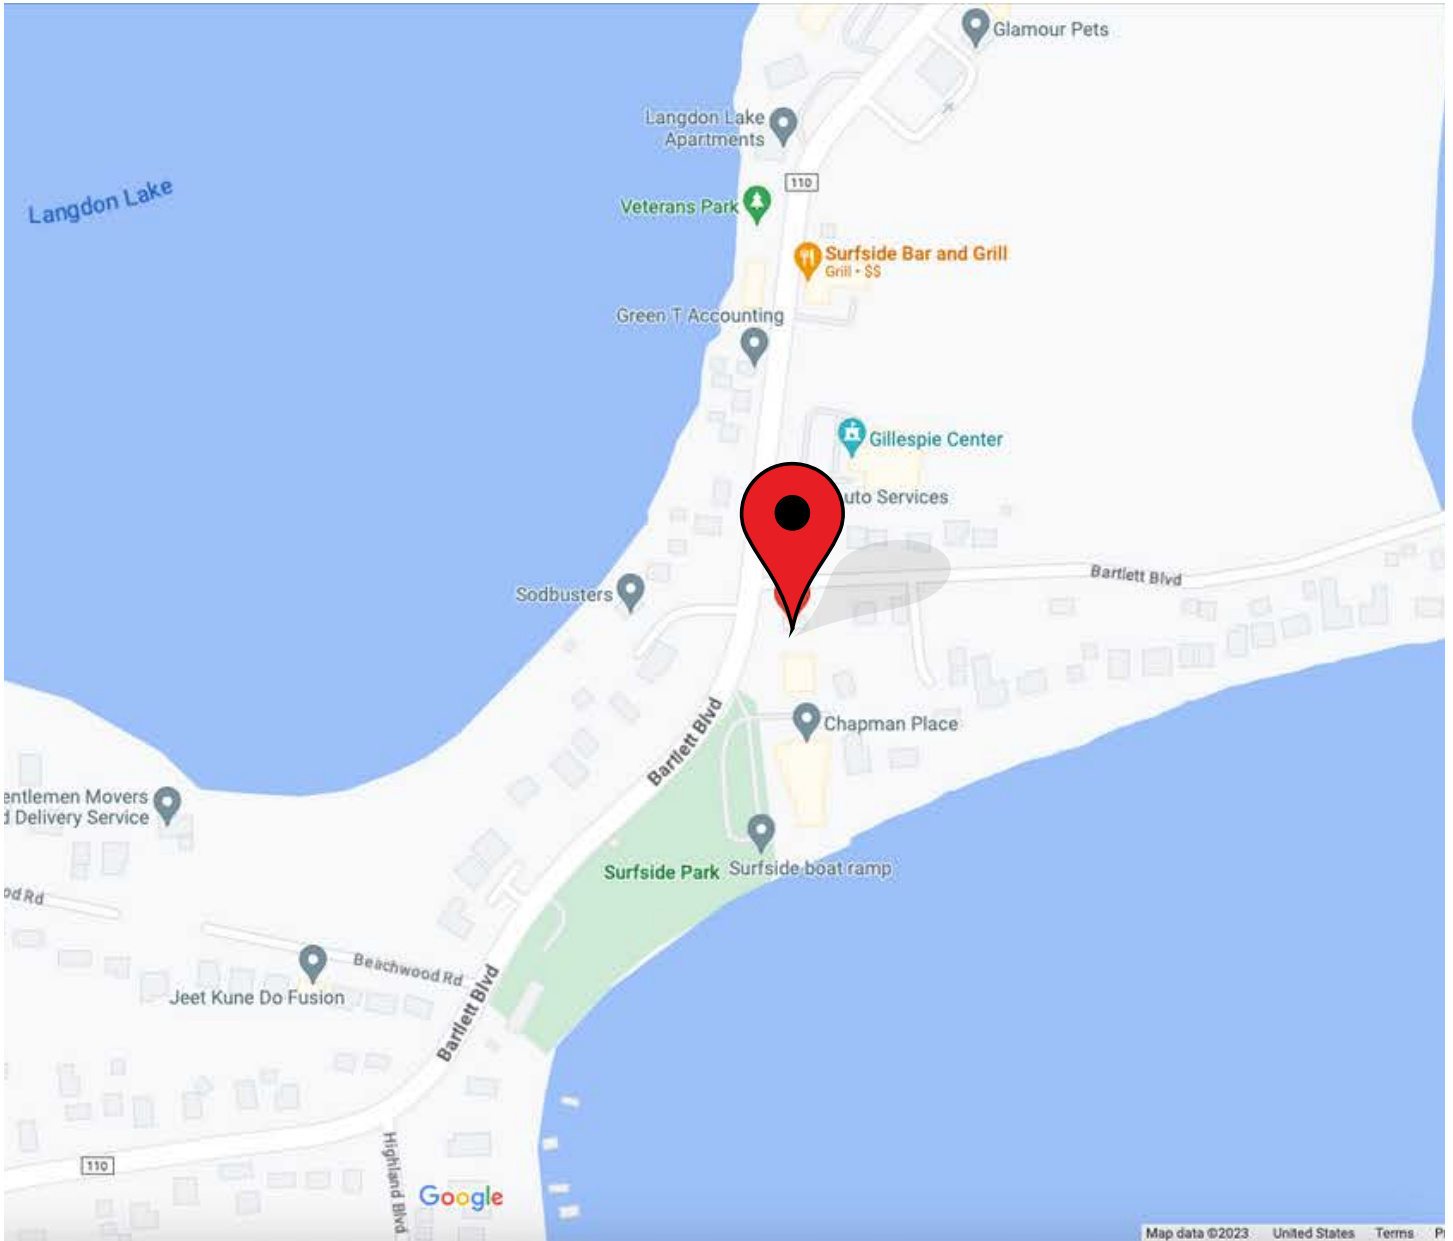 Glamour Pets
Langdon Lake
Apartments
110
Langdon Lake
Veterans Park
Surfside Bar and Grill
Grill • $$
Green T Accounting
Gillespie Center
uto Services
Bartlett Blvd
Sodbusters
Bartlett Blvd
Chapman Place
entlemen Movers
d Delivery Service
Surfside Park
Surfside boat ramp
od Rd
Beachwood Rd
Jeet Kune Do Fusion
Bartlett Blvd
110
Highland Blvd
Google
Map data ©2023 United States Terms P